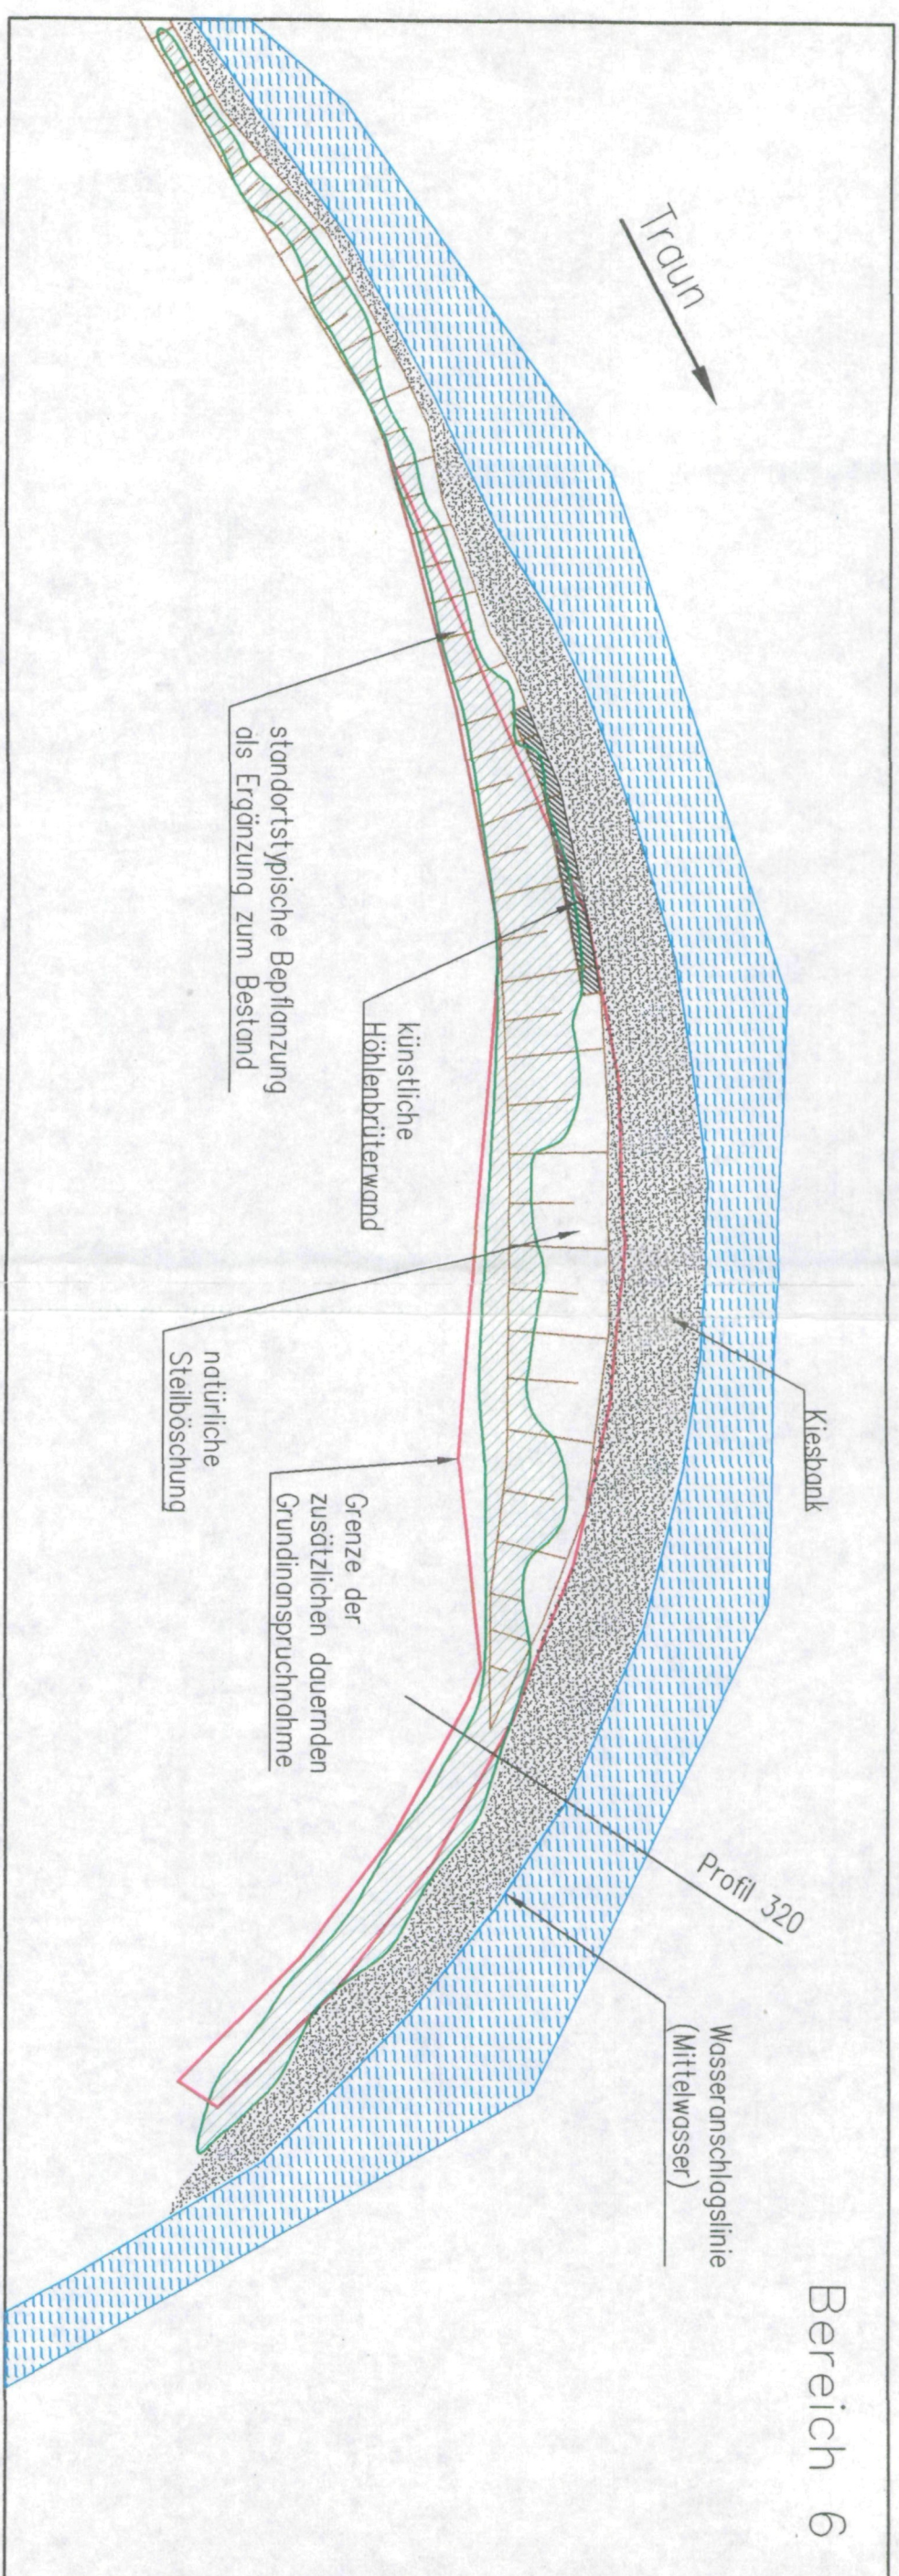 Bereich 6
Traun
Kiesbank
Profil 320
Wasseranschlagslinie
(Mittelwasser)
künstliche
Höhlenbrüterwand
standortstypische Bepflanzung
als Ergänzung zum Bestand
Grenze der
zusätzlichen dauernden
Grundinanspruchnahme
natürliche
Steilböschung